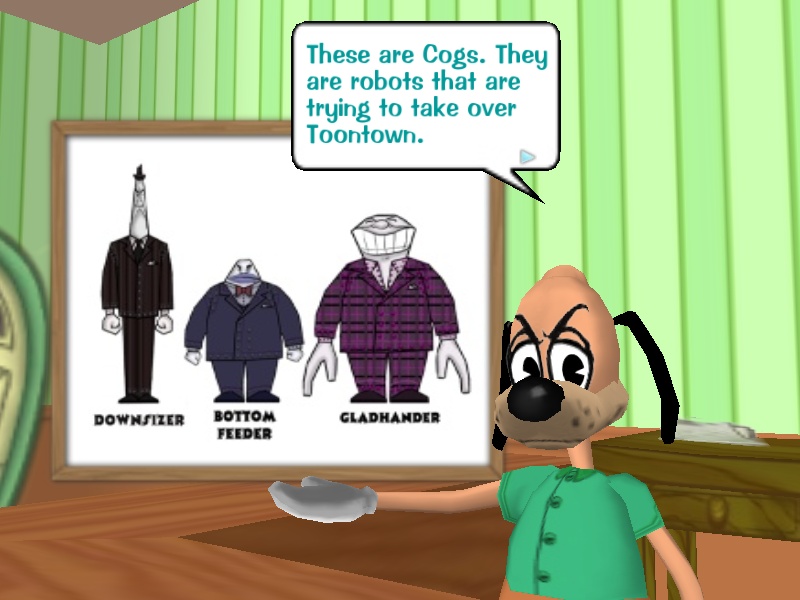 These are Cogs. They
are robots that are
trying to take over
Toontown.
DOWNSIZER
BOTTOM
FEEDER
GLADHANDER